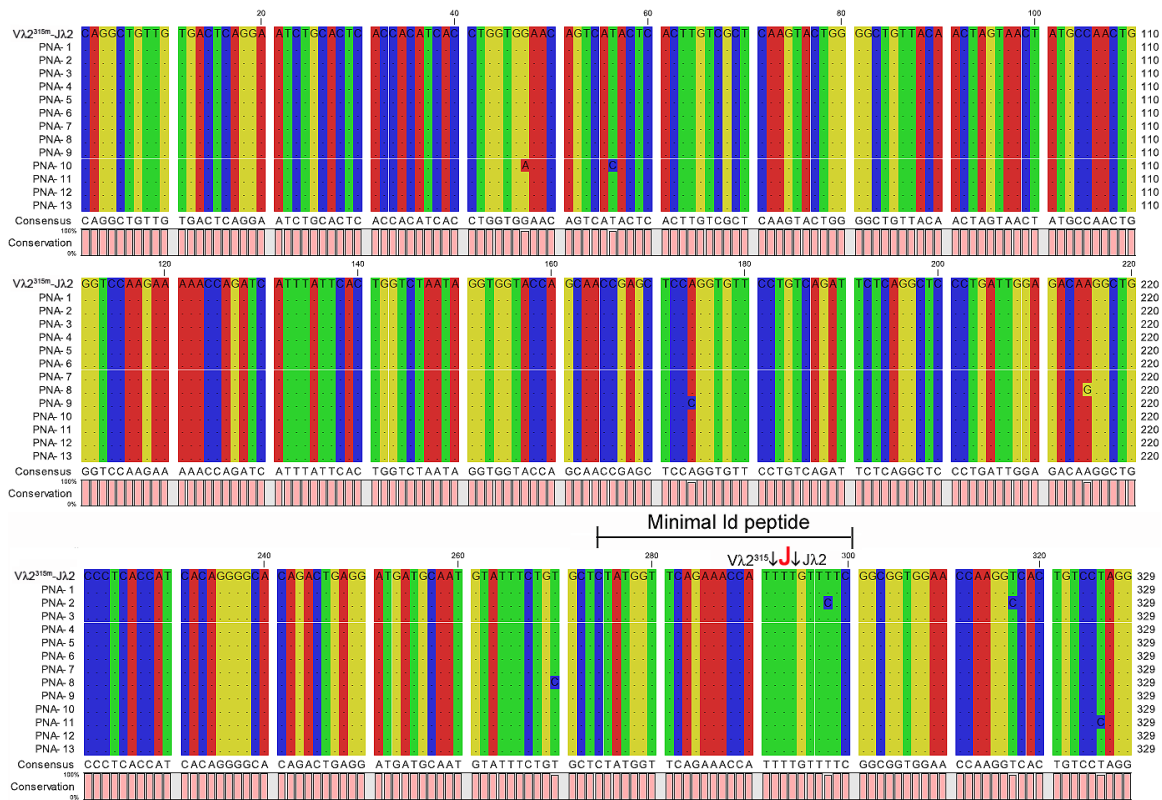 20 40 60 80 100
Vλ2³¹⁵ᵐ-Jλ2 CAGGCTGTTG TGACTCAGGA ATCTGCACTC ACCACATCAC CTGGTGGAAC AGTCATACTC ACTTGTCGCT CAAGTACTGG GGCTGTTACA ACTAGTAACT ATGCCAACTG 110
PNA- 1 110
PNA- 2 110
PNA- 3 110
PNA- 4 110
PNA- 5 110
PNA- 6 110
PNA- 7 110
PNA- 8 110
PNA- 9 110
PNA- 10 A C 110
PNA- 11 110
PNA- 12 110
PNA- 13 110
Consensus CAGGCTGTTG TGACTCAGGA ATCTGCACTC ACCACATCAC CTGGTGGAAC AGTCATACTC ACTTGTCGCT CAAGTACTGG GGCTGTTACA ACTAGTAACT ATGCCAACTG
100%
Conservation
0%
120 140 160 180 200 220
Vλ2³¹⁵ᵐ-Jλ2 GGTCCAAGAA AAACCAGATC ATTTATTCAC TGGTCTAATA GGTGGTACCA GCAACCGAGC TCCAGGTGTT CCTGTCAGAT TCTCAGGCTC CCTGATTGGA GACAAGGCTG 220
PNA- 1 220
PNA- 2 220
PNA- 3 220
PNA- 4 220
PNA- 5 220
PNA- 6 220
PNA- 7 220
PNA- 8 G 220
PNA- 9 C 220
PNA- 10 220
PNA- 11 220
PNA- 12 220
PNA- 13 220
Consensus GGTCCAAGAA AAACCAGATC ATTTATTCAC TGGTCTAATA GGTGGTACCA GCAACCGAGC TCCAGGTGTT CCTGTCAGAT TCTCAGGCTC CCTGATTGGA GACAAGGCTG
100%
Conservation
0%
Minimal Id peptide
Vλ2³¹⁵↓J↓Jλ2
240 260 280 300 320
Vλ2³¹⁵ᵐ-Jλ2 CCCTCACCAT CACAGGGGCA CAGACTGAGG ATGATGCAAT GTATTTCTGT GCTCTATGGT TCAGAAACCA TTTTGTTTTC GGCGGTGGAA CCAAGGTCAC TGTCCTAGG 329
PNA- 1 329
PNA- 2 C C 329
PNA- 3 329
PNA- 4 329
PNA- 5 329
PNA- 6 329
PNA- 7 329
PNA- 8 C 329
PNA- 9 329
PNA- 10 329
PNA- 11 C 329
PNA- 12 329
PNA- 13 329
Consensus CCCTCACCAT CACAGGGGCA CAGACTGAGG ATGATGCAAT GTATTTCTGT GCTCTATGGT TCAGAAACCA TTTTGTTTTC GGCGGTGGAA CCAAGGTCAC TGTCCTAGG
100%
Conservation
0%